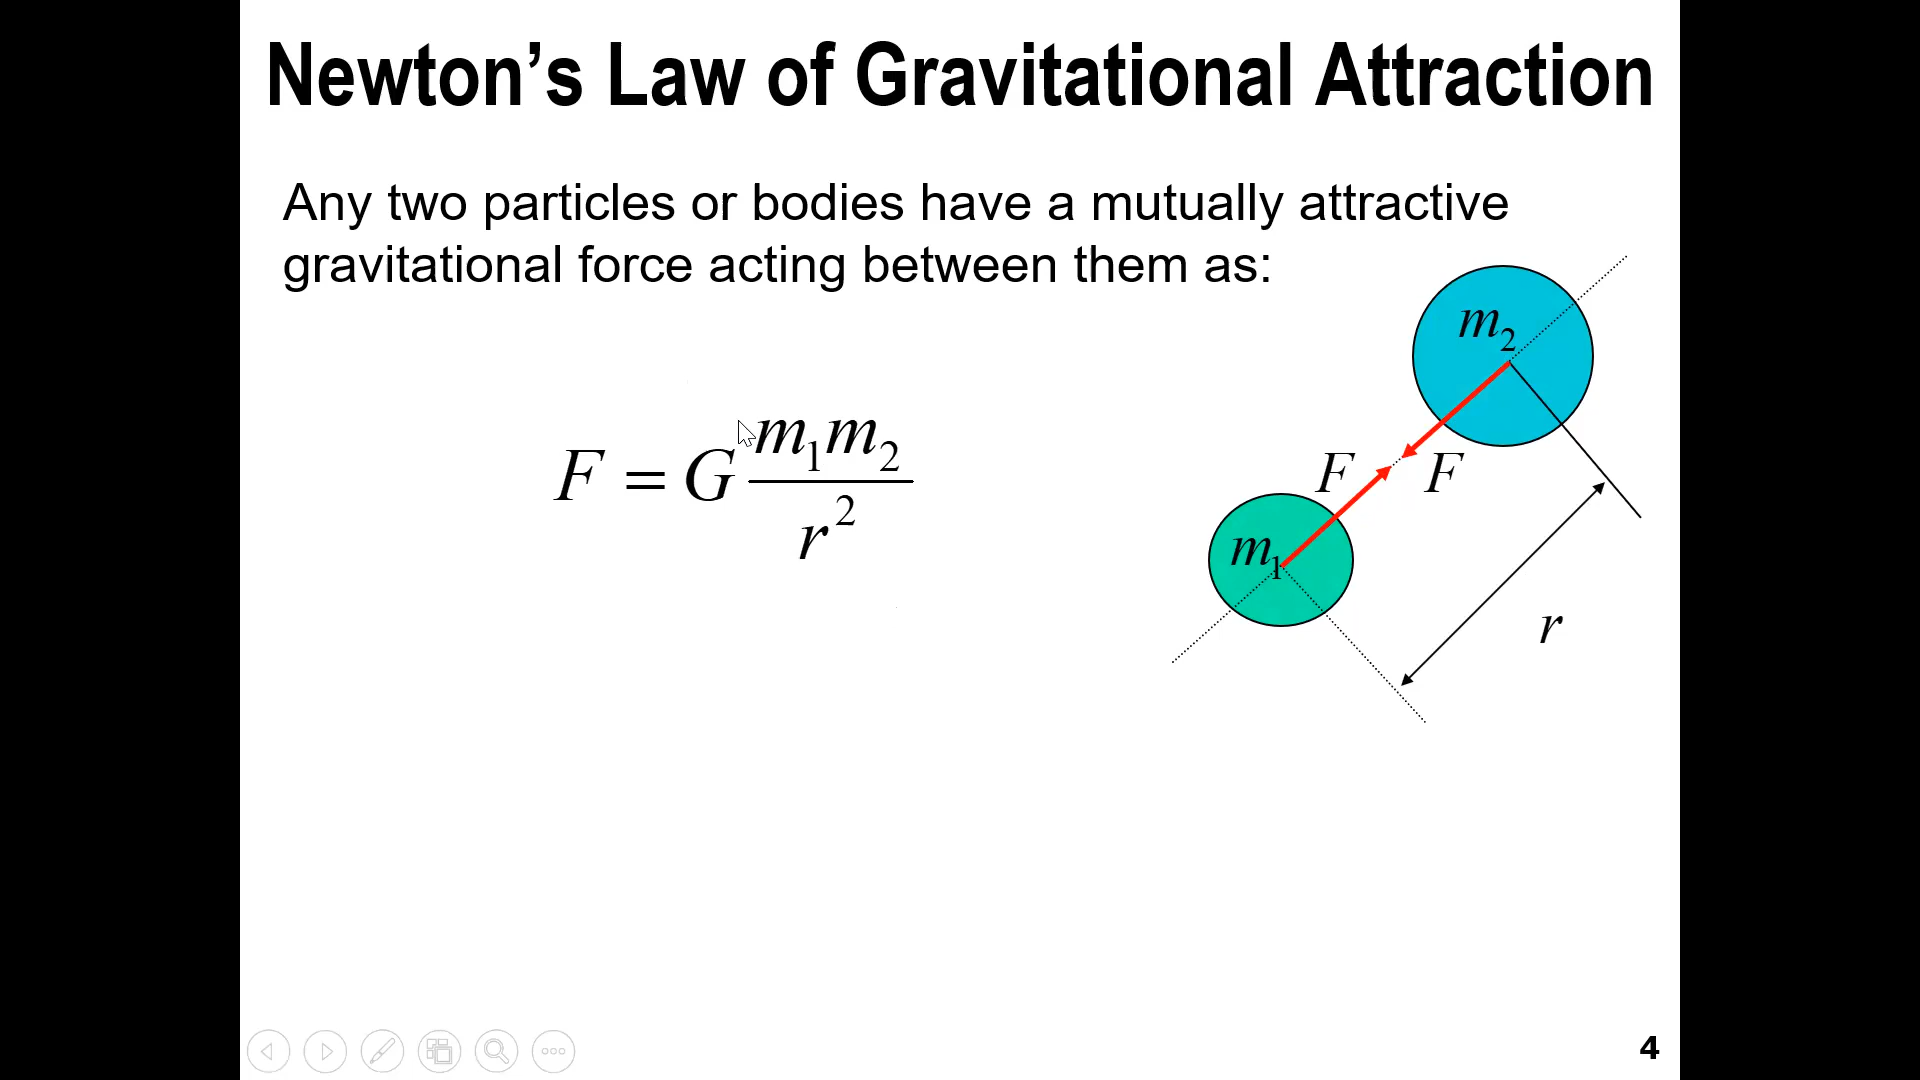 Newton’s Law of Gravitational Attraction
Any two particles or bodies have a mutually attractive
gravitational force acting between them as:
F = G m₁m₂ / r²
m₂
F
F
m₁
r
4